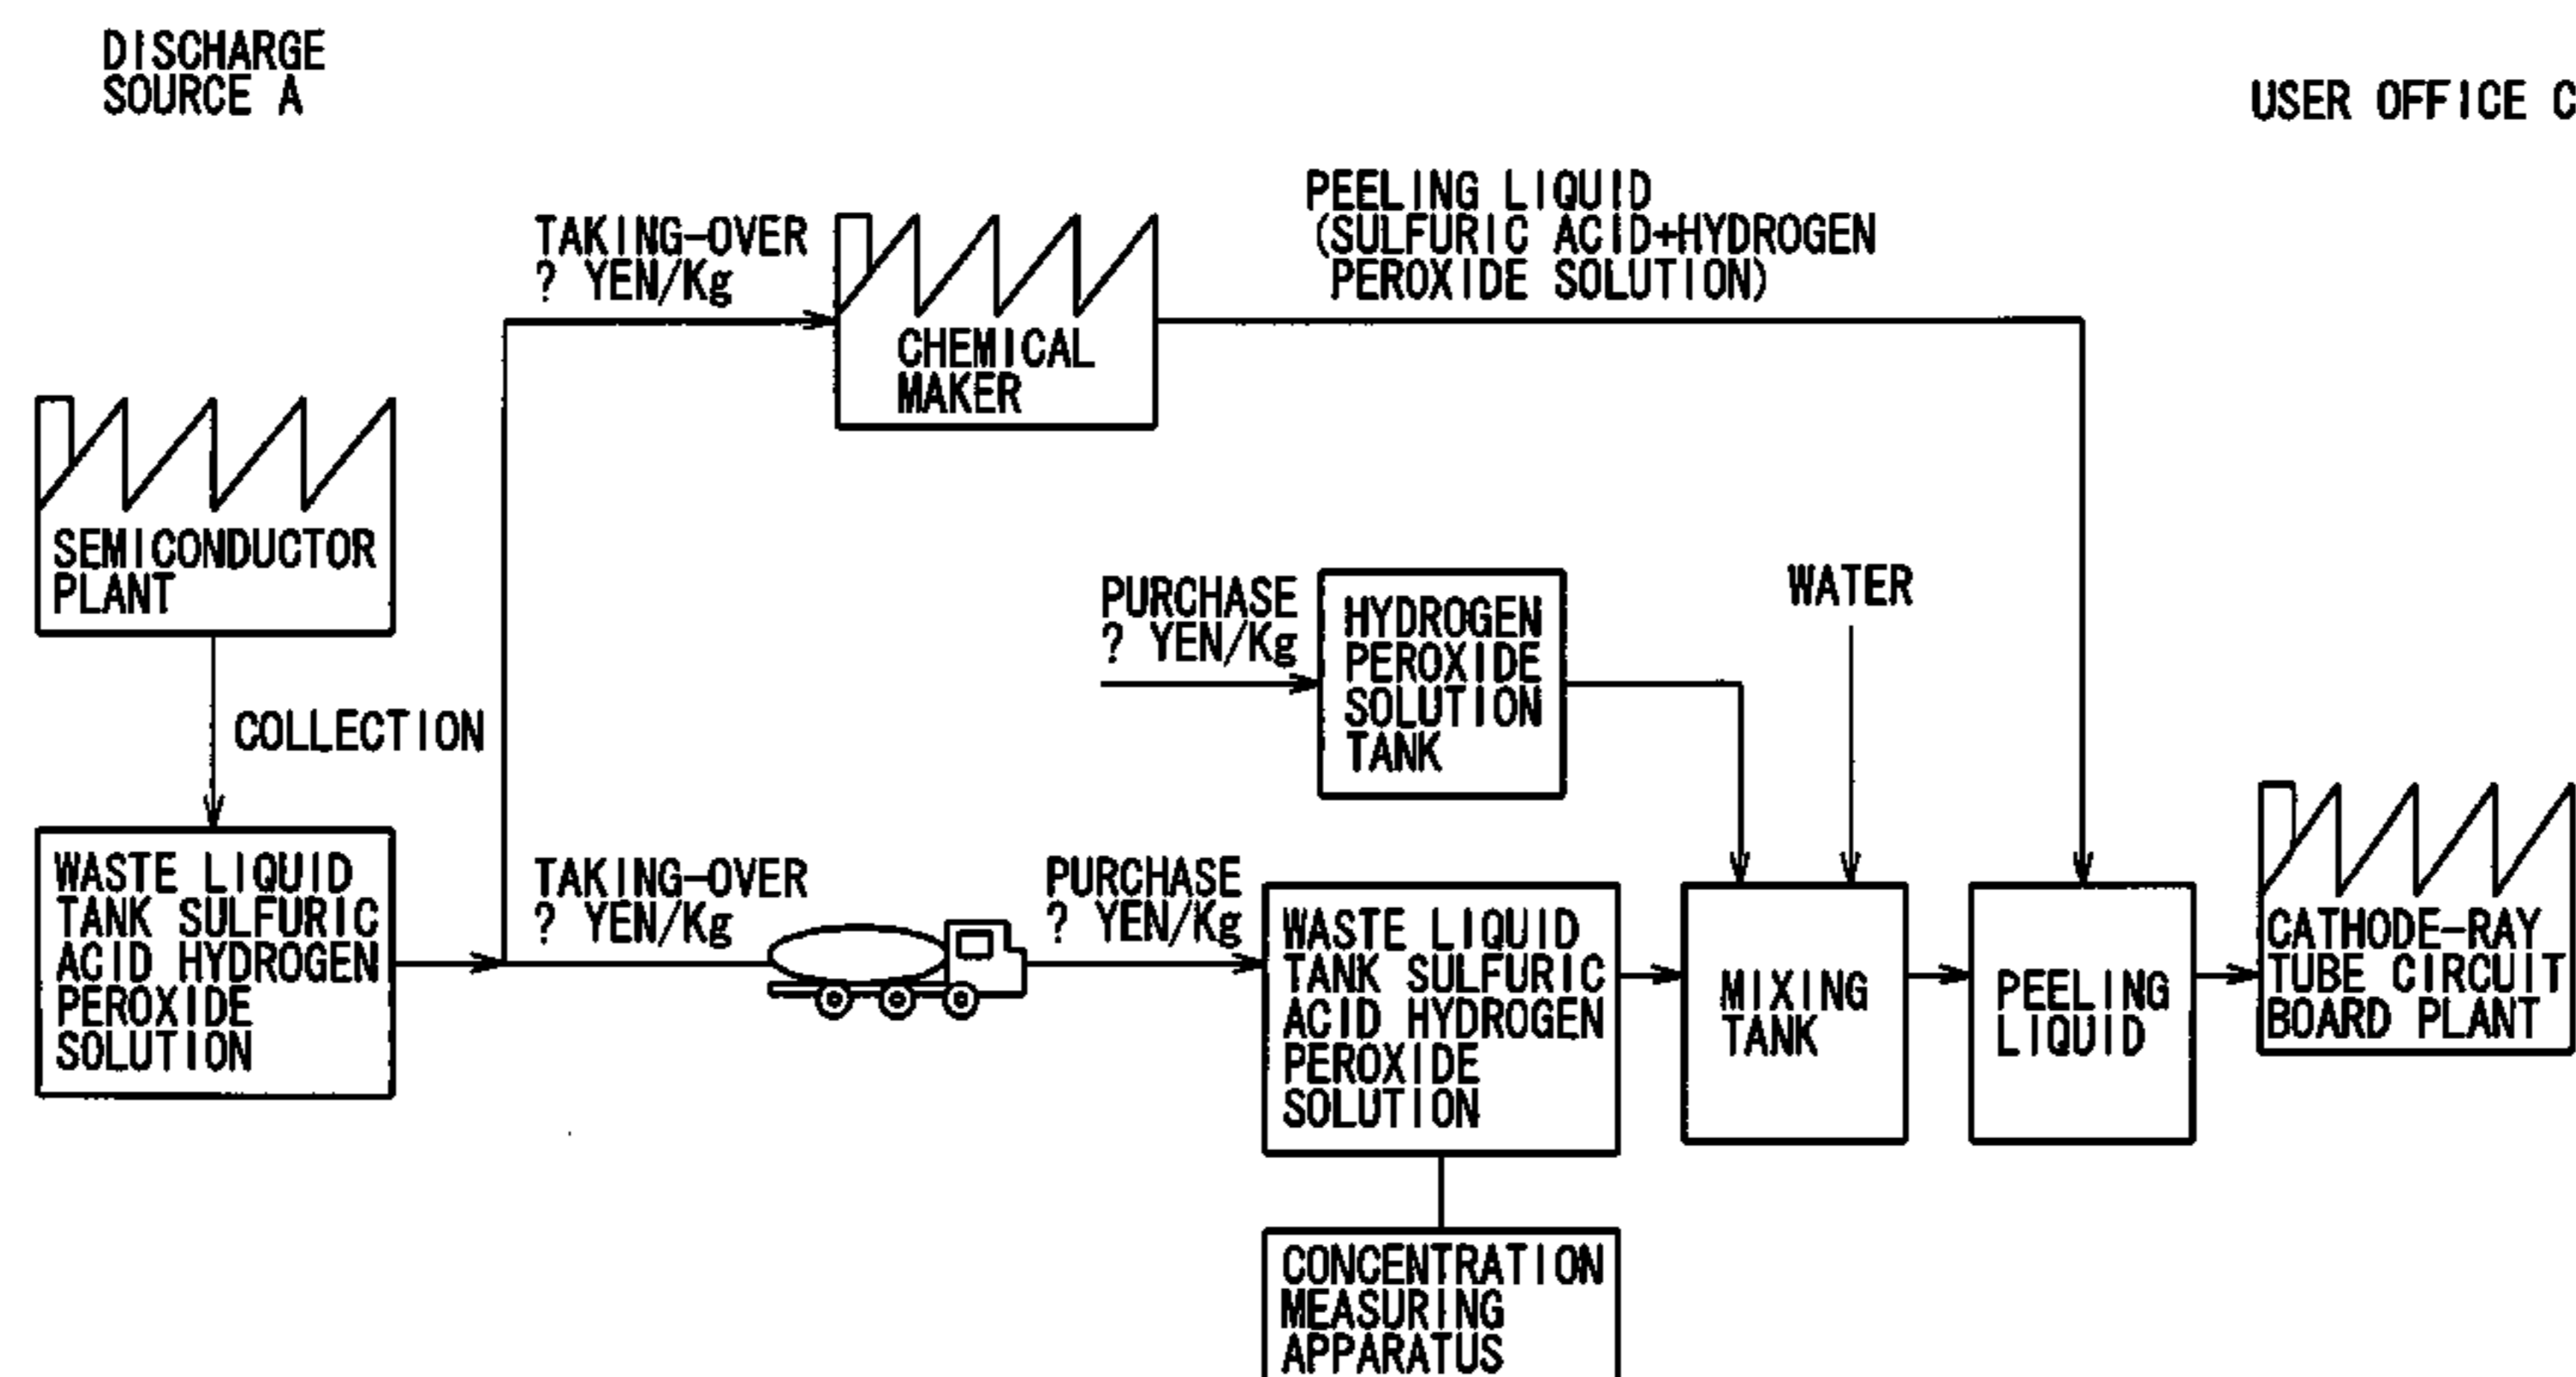 DISCHARGE
SOURCE A
USER OFFICE C
TAKING-OVER
? YEN/Kg
CHEMICAL
MAKER
PEELING LIQUID
(SULFURIC ACID+HYDROGEN
PEROXIDE SOLUTION)
SEMICONDUCTOR
PLANT
COLLECTION
PURCHASE
? YEN/Kg
HYDROGEN
PEROXIDE
SOLUTION
TANK
WATER
WASTE LIQUID
TANK SULFURIC
ACID HYDROGEN
PEROXIDE
SOLUTION
TAKING-OVER
? YEN/Kg
PURCHASE
? YEN/Kg
WASTE LIQUID
TANK SULFURIC
ACID HYDROGEN
PEROXIDE
SOLUTION
MIXING
TANK
PEELING
LIQUID
CATHODE-RAY
TUBE CIRCUIT
BOARD PLANT
CONCENTRATION
MEASURING
APPARATUS